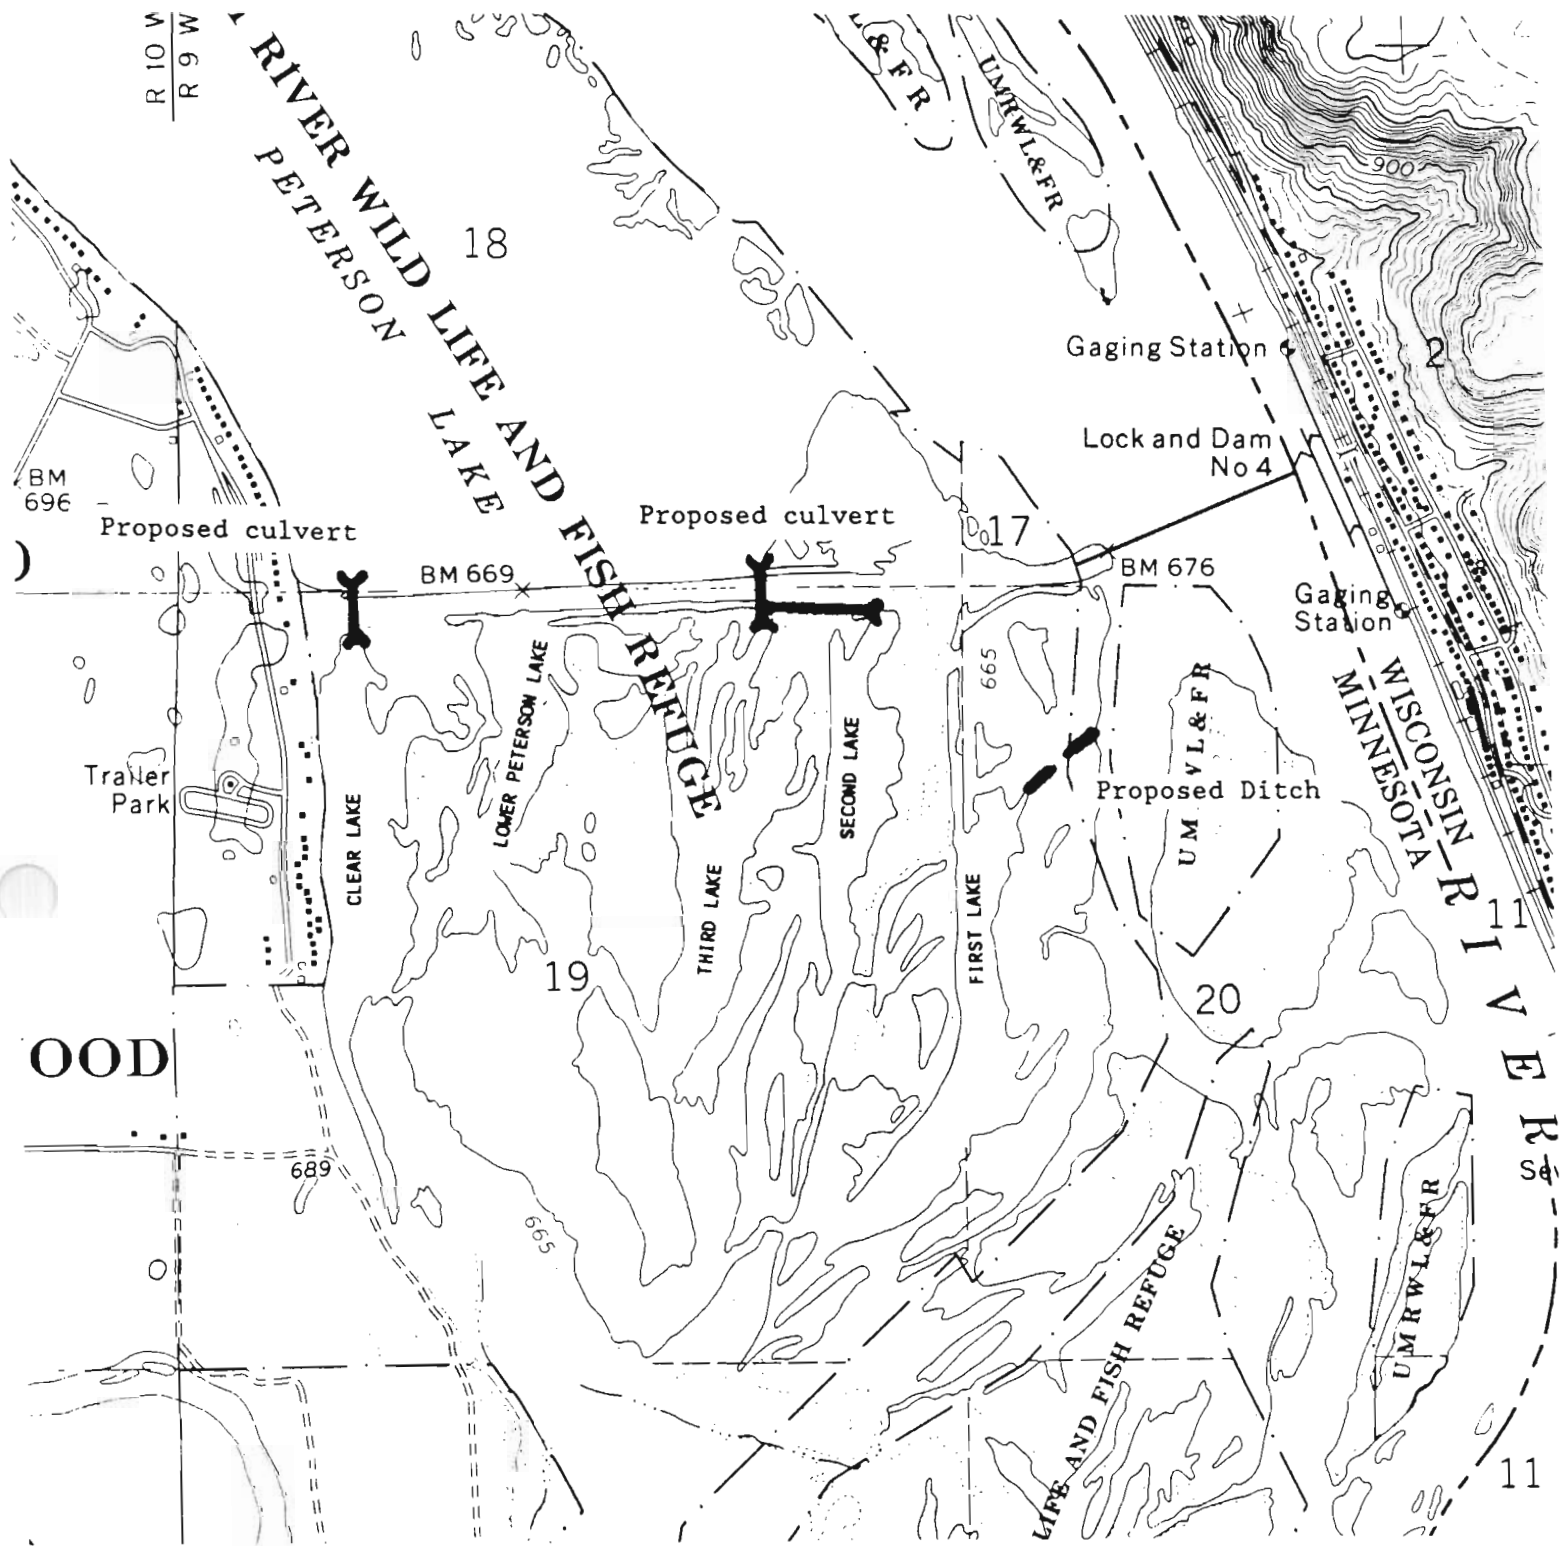 R 10 W
R 9 W
RIVER WILD LIFE AND FISH REFUGE
PETERSON
LAKE
L & F R
UMRWL&FR
900
18
2
Gaging Station
Lock and Dam
No 4
BM
696
Proposed culvert
Proposed culvert
17
)
BM 669
BM 676
Gaging
Station
665
WISCONSIN
MINNESOTA
LOWER PETERSON LAKE
SECOND LAKE
Trailer
Park
Proposed Ditch
CLEAR LAKE
THIRD LAKE
FIRST LAKE
RIVER
11
19
20
OOD
689
665
LIFE AND FISH REFUGE
UMRWL&FR
11